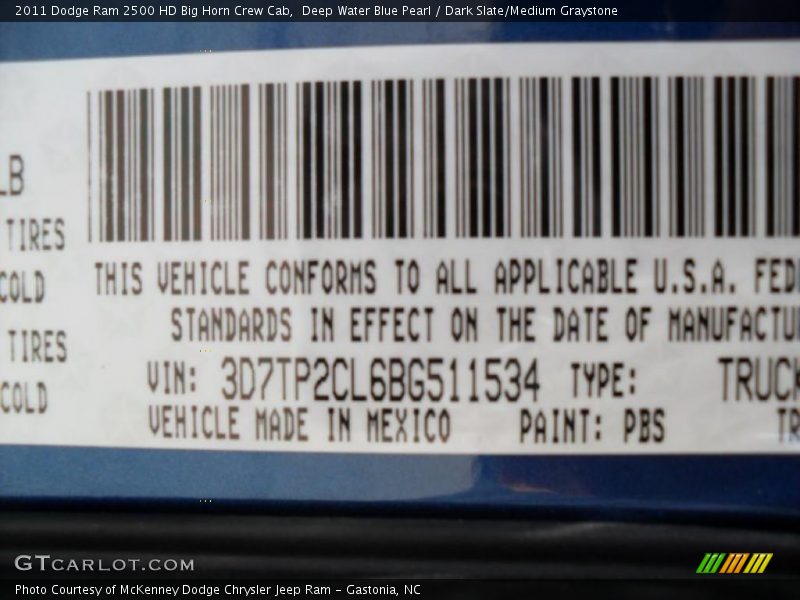 2011 Dodge Ram 2500 HD Big Horn Crew Cab,  Deep Water Blue Pearl / Dark Slate/Medium Graystone
LB
TIRES
COLD
TIRES
COLD
THIS VEHICLE CONFORMS TO ALL APPLICABLE U.S.A. FED
STANDARDS IN EFFECT ON THE DATE OF MANUFACTU
VIN: 3D7TP2CL6BG511534 TYPE: TRUCK
VEHICLE MADE IN MEXICO PAINT: PBS TR
GTCARLOT.COM
Photo Courtesy of McKenney Dodge Chrysler Jeep Ram - Gastonia, NC